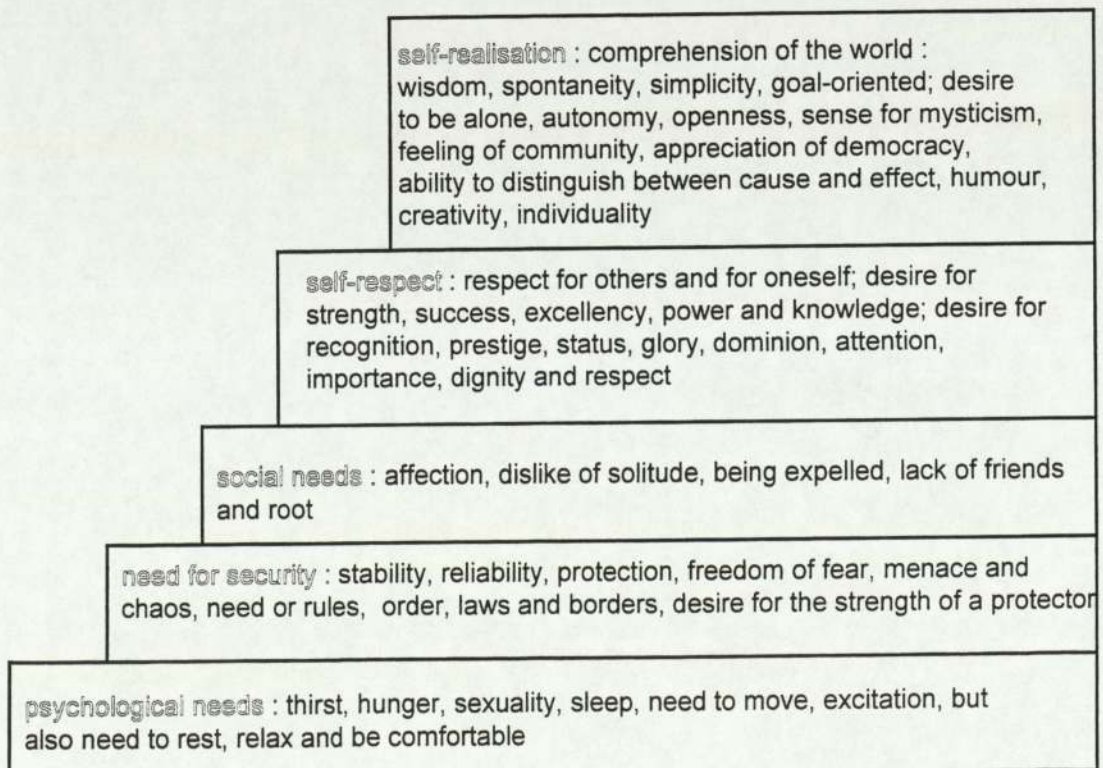 self-realisation : comprehension of the world :
wisdom, spontaneity, simplicity, goal-oriented; desire
to be alone, autonomy, openness, sense for mysticism,
feeling of community, appreciation of democracy,
ability to distinguish between cause and effect, humour,
creativity, individuality
self-respect : respect for others and for oneself; desire for
strength, success, excellency, power and knowledge; desire for
recognition, prestige, status, glory, dominion, attention,
importance, dignity and respect
social needs : affection, dislike of solitude, being expelled, lack of friends
and root
need for security : stability, reliability, protection, freedom of fear, menace and
chaos, need or rules, order, laws and borders, desire for the strength of a protector
psychological needs : thirst, hunger, sexuality, sleep, need to move, excitation, but
also need to rest, relax and be comfortable